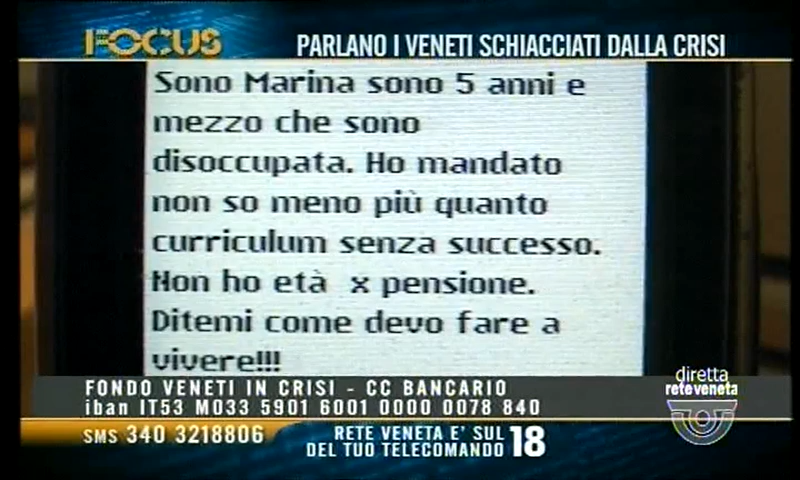 FOCUS
PARLANO I VENETI SCHIACCIATI DALLA CRISI
Sono Marina sono 5 anni e
mezzo che sono
disoccupata. Ho mandato
non so meno più quanto
curriculum senza successo.
Non ho età x pensione.
Ditemi come devo fare a
vivere!!!
FONDO VENETI IN CRISI - CC BANCARIO
iban IT53 M033 5901 6001 0000 0078 840
diretta
reteveneta
SMS 340 3218806
RETE VENETA E' SUL
DEL TUO TELECOMANDO 18